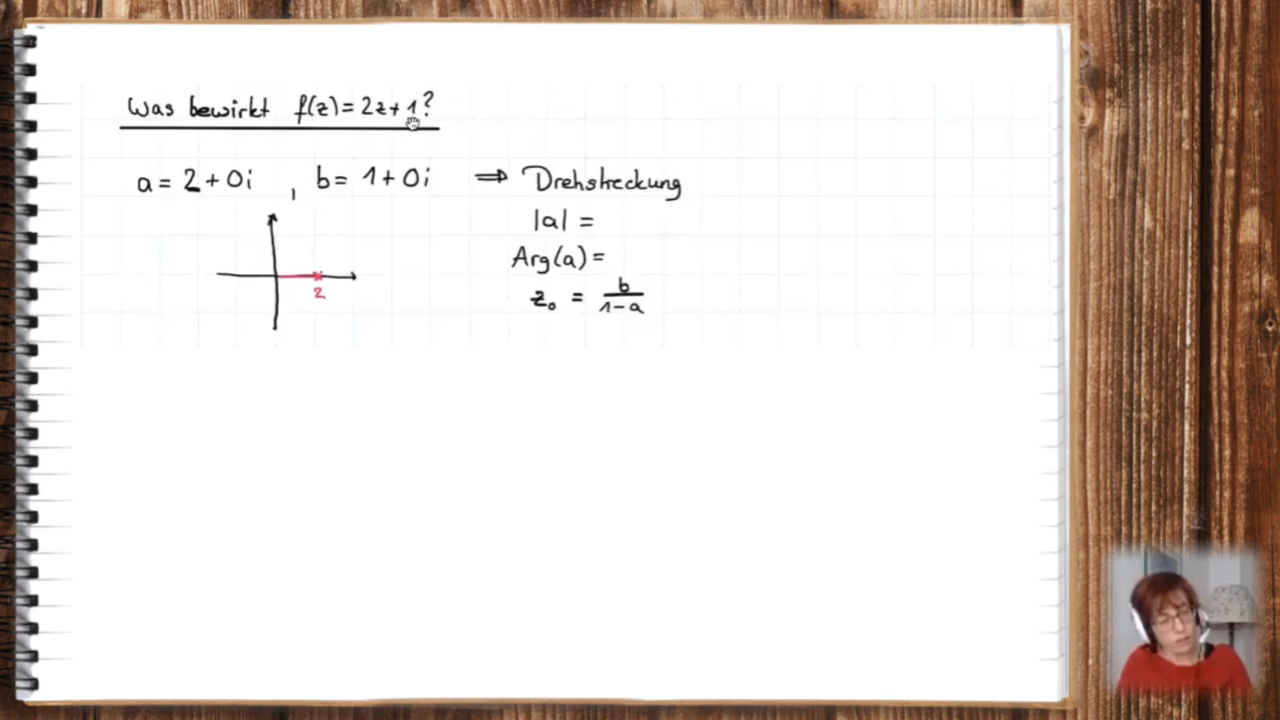 Was bewirkt f(z)=2z+1?
a= 2+0i , b= 1+0i ⇒ Drehstreckung
|a| =
Arg(a)=
z₀ = b/(1-a)
2